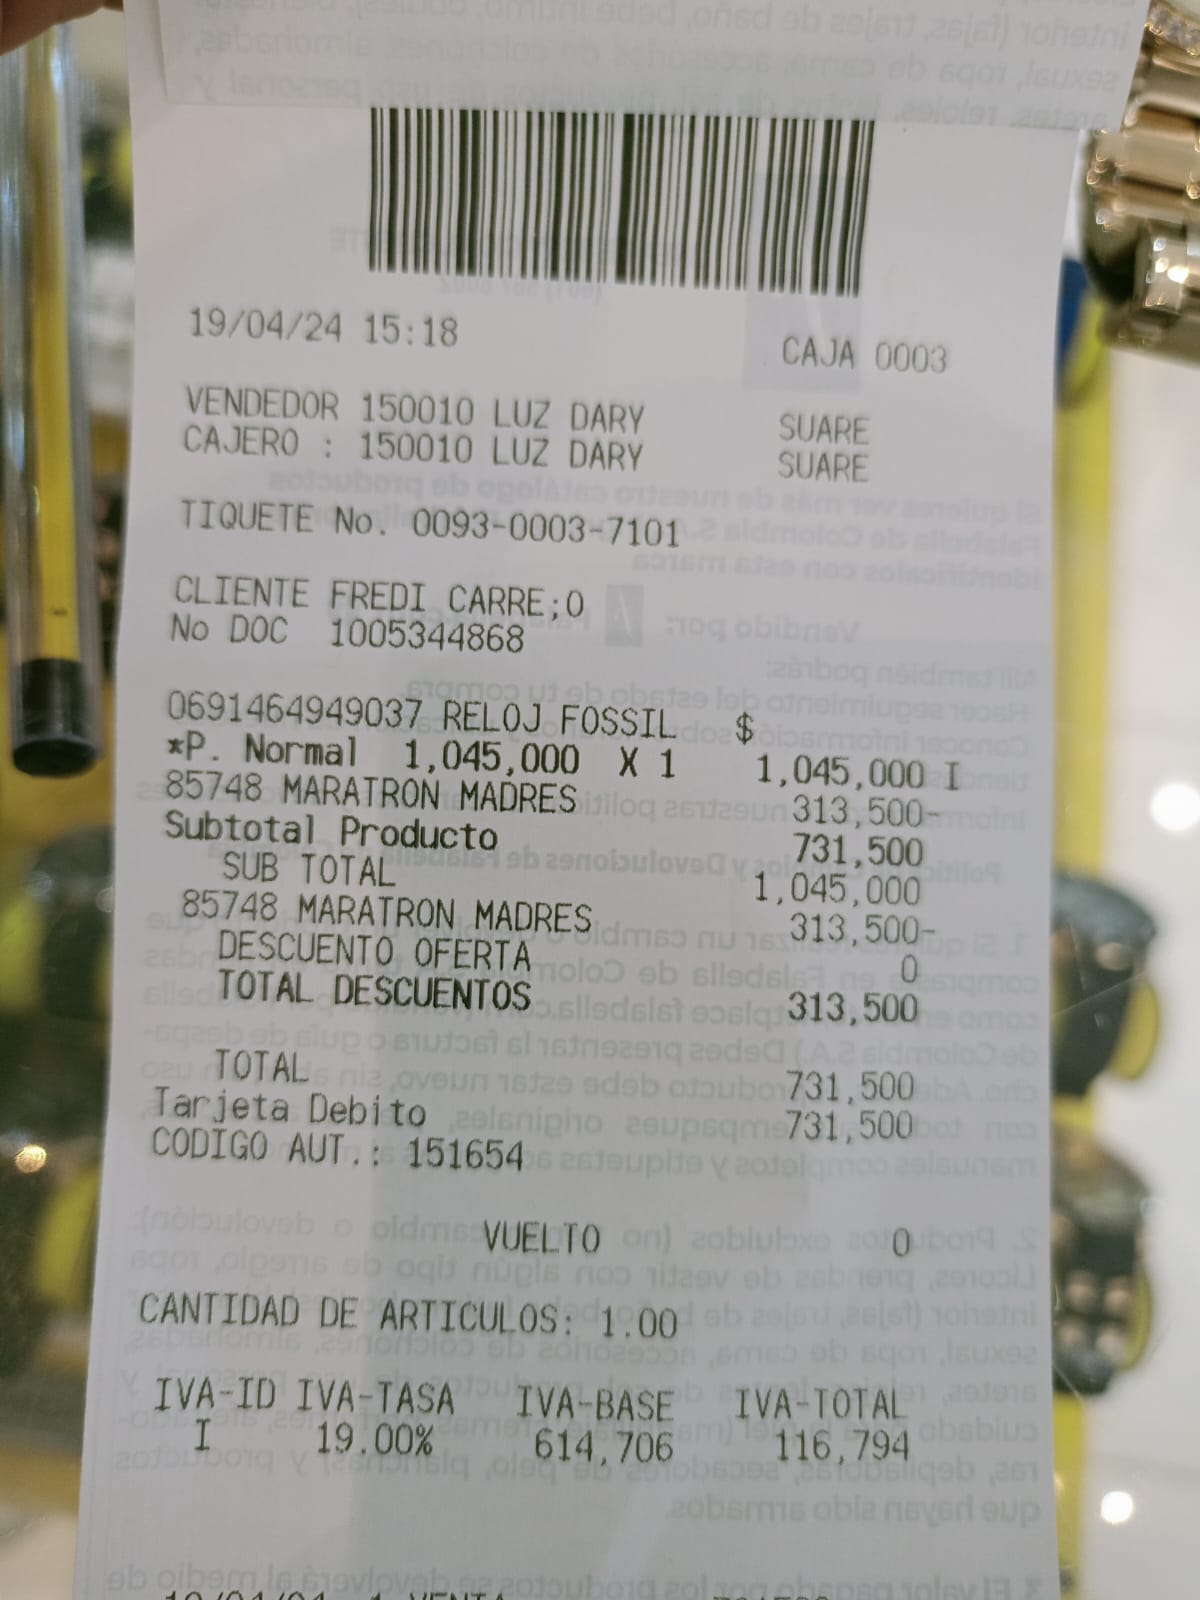 19/04/24 15:18 CAJA 0003
VENDEDOR 150010 LUZ DARY SUARE
CAJERO : 150010 LUZ DARY SUARE
TIQUETE No. 0093-0003-7101
CLIENTE FREDI CARRE;O
No DOC 1005344868
0691464949037 RELOJ FOSSIL $
*P. Normal 1,045,000 X 1 1,045,000 I
85748 MARATRON MADRES 313,500-
Subtotal Producto 731,500
SUB TOTAL 1,045,000
85748 MARATRON MADRES 313,500-
DESCUENTO OFERTA 0
TOTAL DESCUENTOS 313,500
TOTAL 731,500
Tarjeta Debito 731,500
CODIGO AUT.: 151654
VUELTO 0
CANTIDAD DE ARTICULOS: 1.00
IVA-ID IVA-TASA IVA-BASE IVA-TOTAL
I 19.00% 614,706 116,794